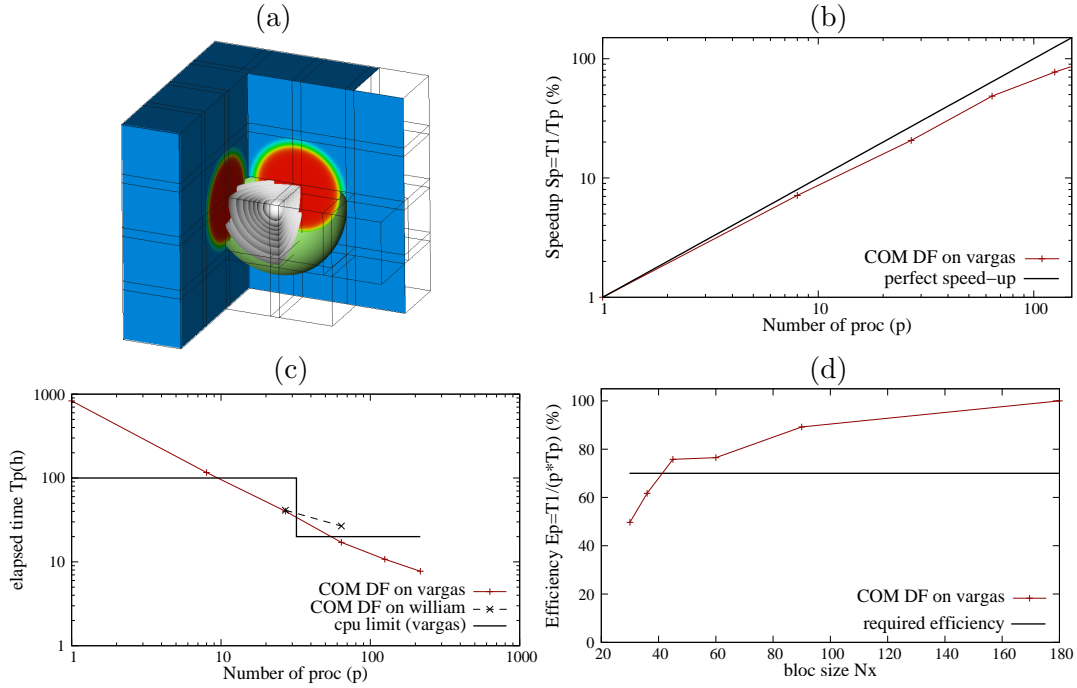 (a)
(b)
Speedup Sp=T1/Tp (%)
100
10
1
COM DF on vargas
perfect speed−up
1
10
100
Number of proc (p)
(c)
elapsed time Tp(h)
1000
100
10
1
COM DF on vargas
COM DF on william
cpu limit (vargas)
1
10
100
1000
Number of proc (p)
(d)
Efficiency Ep=T1/(p*Tp) (%)
100
80
60
40
20
0
COM DF on vargas
required efficiency
20
40
60
80
100
120
140
160
180
bloc size Nx